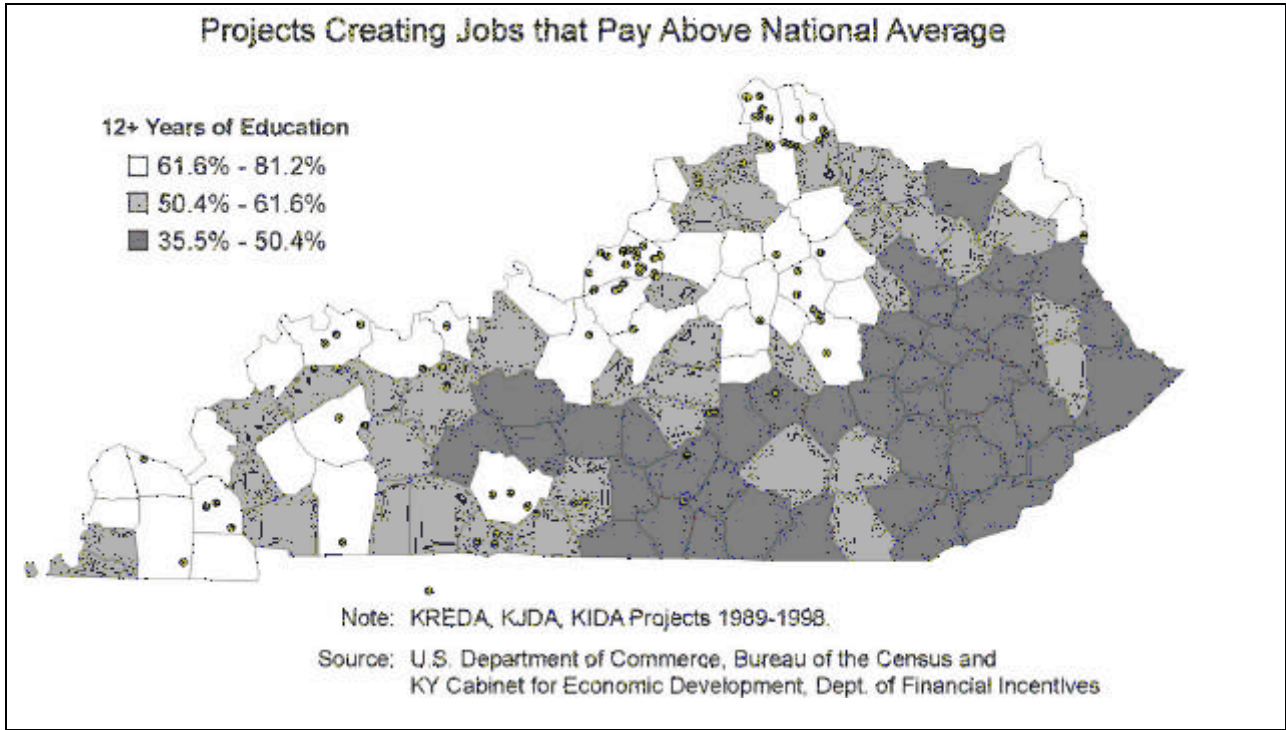 Projects Creating Jobs that Pay Above National Average
12+ Years of Education
61.6% - 81.2%
50.4% - 61.6%
35.5% - 50.4%
Note: KREDA, KJDA, KIDA Projects 1989-1998.
Source: U.S. Department of Commerce, Bureau of the Census and
KY Cabinet for Economic Development, Dept. of Financial Incentives